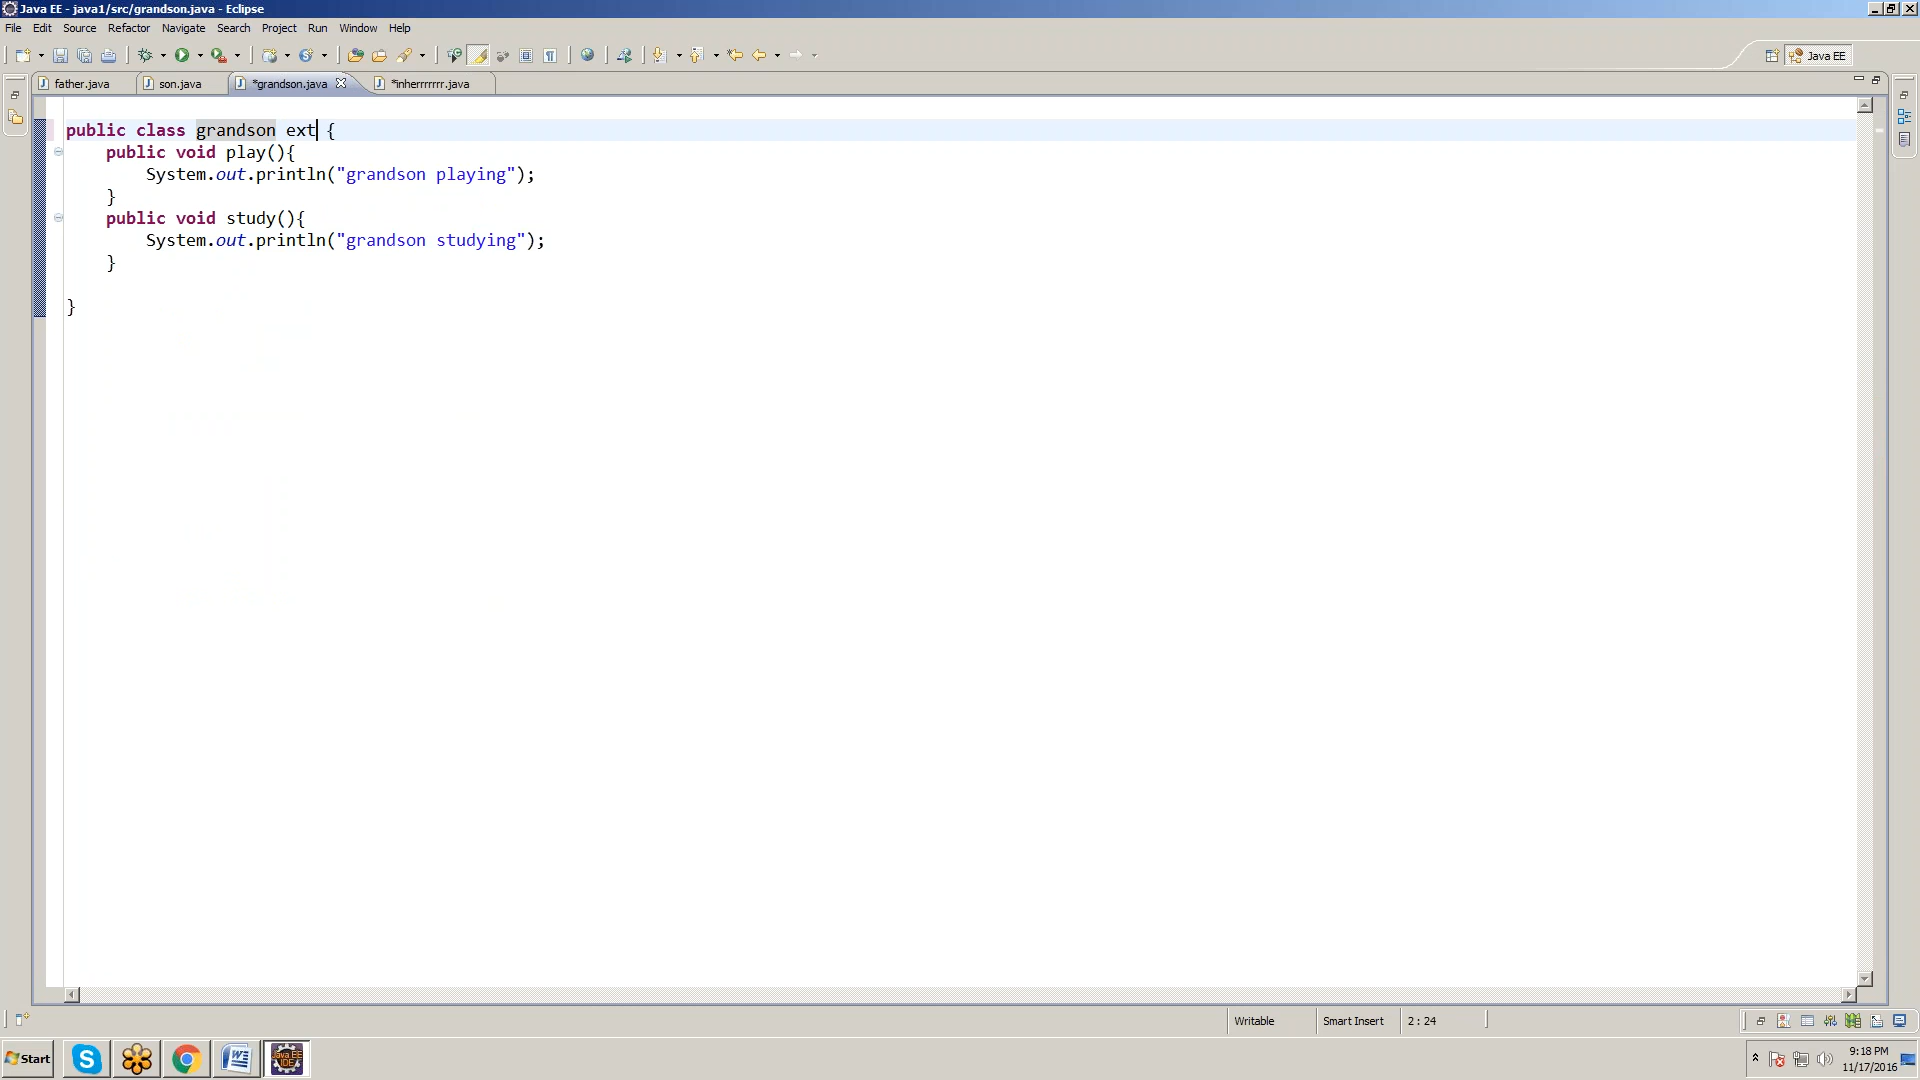 Java EE - java1/src/grandson.java - Eclipse
File Edit Source Refactor Navigate Search Project Run Window Help
Java EE
father.java son.java *grandson.java *inherrrrrrr.java
public class grandson ext {
public void play(){
System.out.println("grandson playing");
}
public void study(){
System.out.println("grandson studying");
}
}
Writable Smart Insert 2 : 24
Start 9:18 PM
11/17/2016